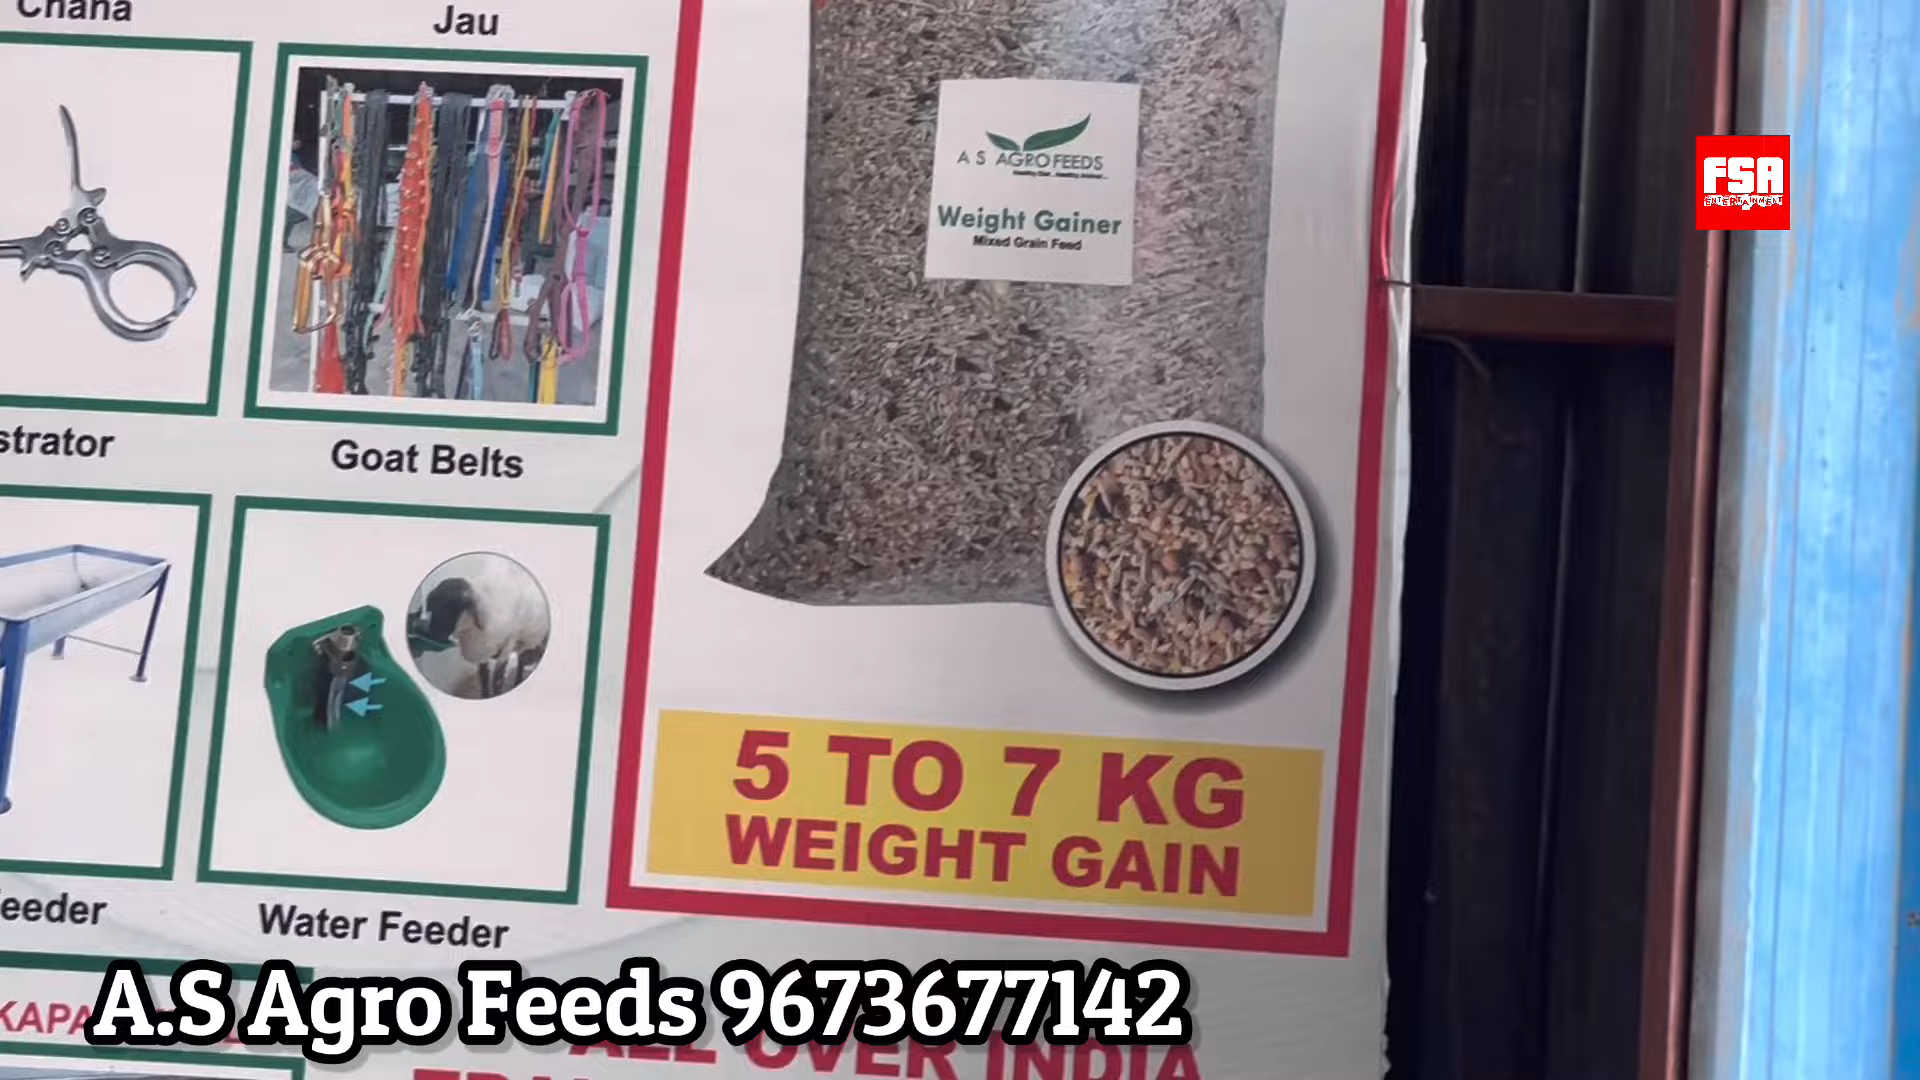 Chana
Jau
strator
Goat Belts
eeder
Water Feeder
A S AGRO FEEDS
Weight Gainer
Mixed Grain Feed
5 TO 7 KG
WEIGHT GAIN
FSA
ENTERTAINMENT
KAPA
A.S Agro Feeds 9673677142
ALL OVER INDIA